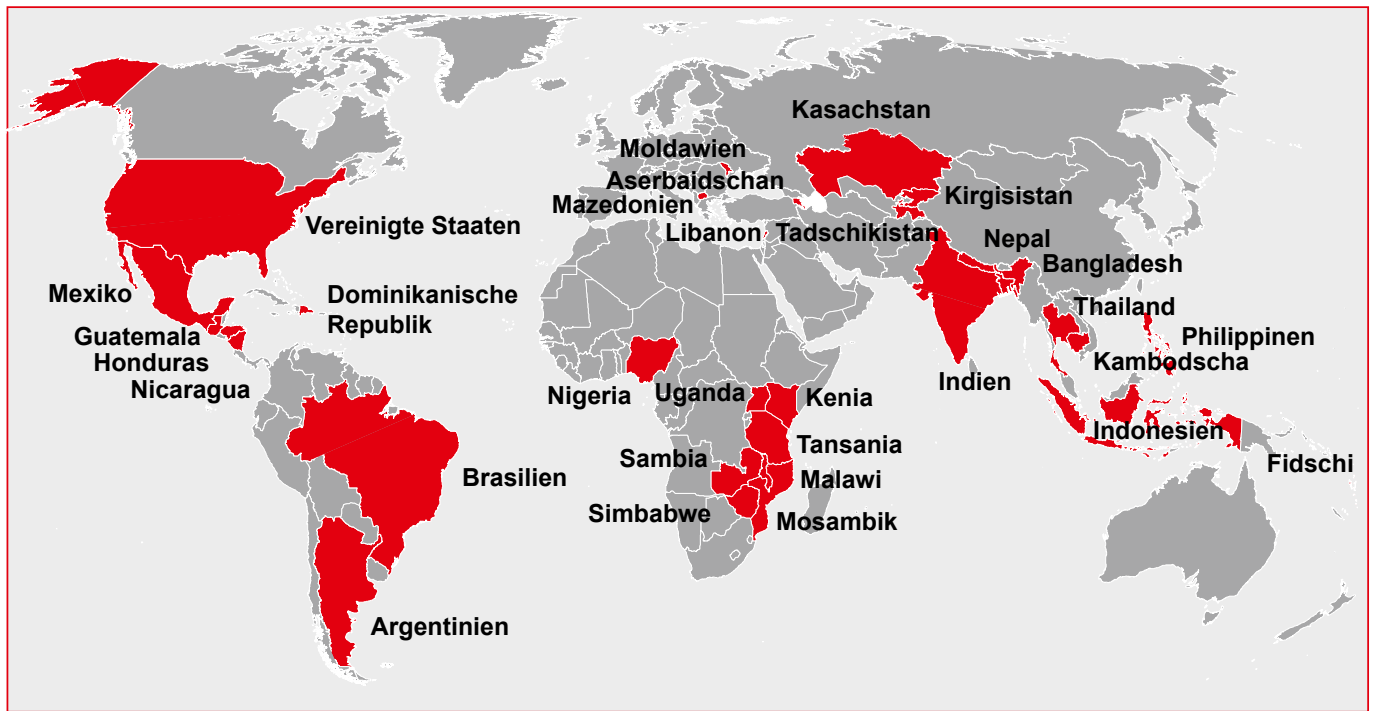 Kasachstan
Moldawien
Aserbaidschan
Kirgisistan
Mazedonien
Vereinigte Staaten
Libanon
Tadschikistan
Nepal
Bangladesh
Mexiko
Dominikanische
Republik
Thailand
Guatemala
Philippinen
Honduras
Kambodscha
Nicaragua
Indien
Nigeria
Uganda
Kenia
Indonesien
Tansania
Sambia
Fidschi
Brasilien
Malawi
Simbabwe
Mosambik
Argentinien